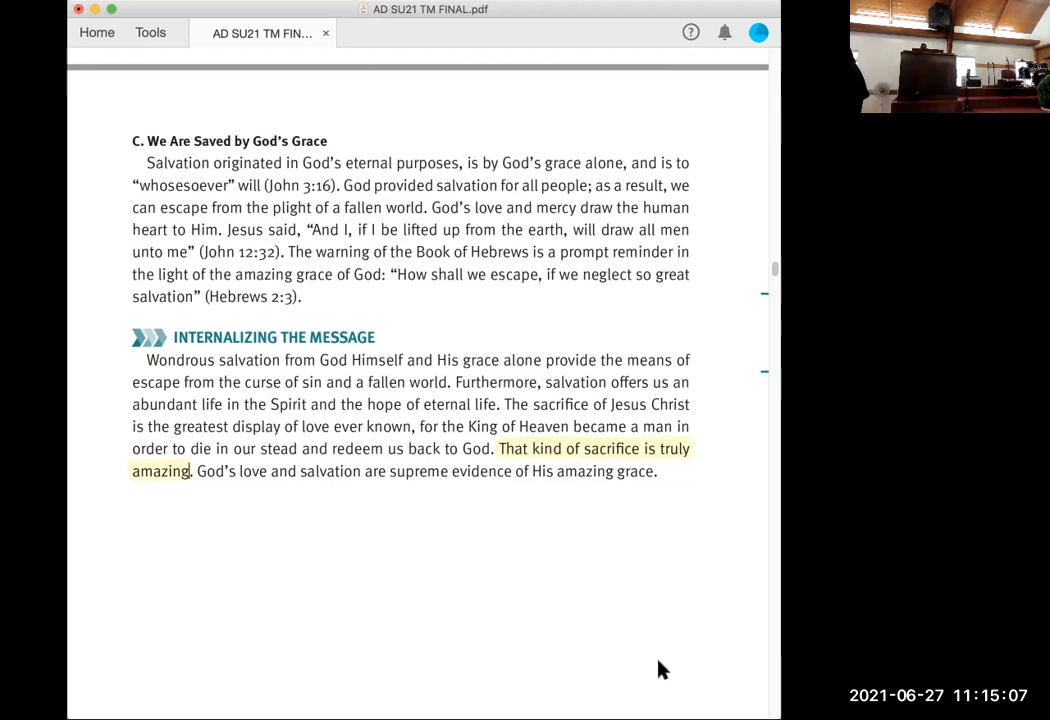 AD SU21 TM FINAL.pdf
Home Tools AD SU21 TM FIN... ×
C. We Are Saved by God's Grace
Salvation originated in God's eternal purposes, is by God's grace alone, and is to
“whosesoever” will (John 3:16). God provided salvation for all people; as a result, we
can escape from the plight of a fallen world. God's love and mercy draw the human
heart to Him. Jesus said, “And I, if I be lifted up from the earth, will draw all men
unto me” (John 12:32). The warning of the Book of Hebrews is a prompt reminder in
the light of the amazing grace of God: “How shall we escape, if we neglect so great
salvation” (Hebrews 2:3).
INTERNALIZING THE MESSAGE
Wondrous salvation from God Himself and His grace alone provide the means of
escape from the curse of sin and a fallen world. Furthermore, salvation offers us an
abundant life in the Spirit and the hope of eternal life. The sacrifice of Jesus Christ
is the greatest display of love ever known, for the King of Heaven became a man in
order to die in our stead and redeem us back to God. That kind of sacrifice is truly
amazing. God's love and salvation are supreme evidence of His amazing grace.
2021-06-27 11:15:07